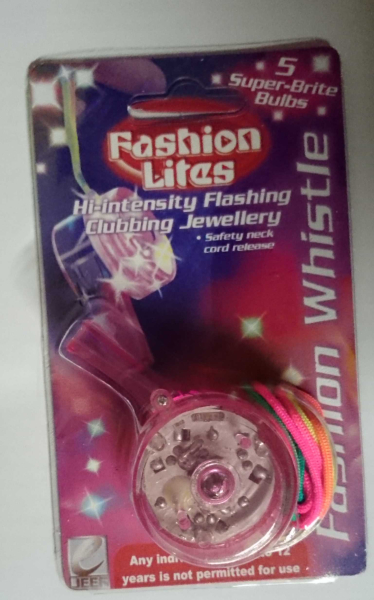 5
Super-Brite
Bulbs
Fashion
Lites
Hi-intensity Flashing
Clubbing Jewellery
• Safety neck
cord release
Fashion Whistle
Any 12
years is not permitted for use